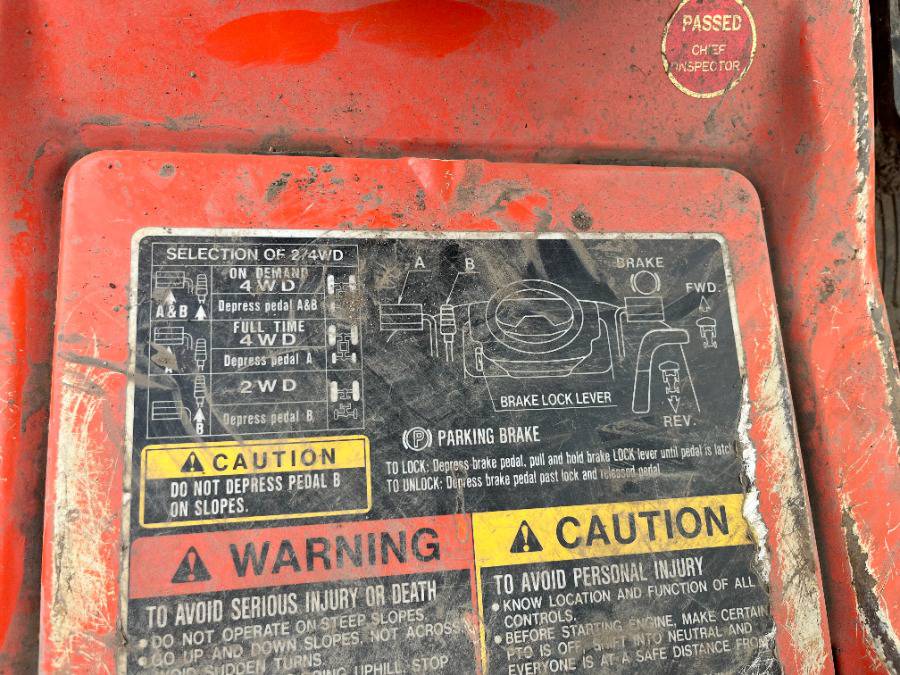 PASSED
CHIEF
INSPECTOR
SELECTION OF 2/4WD
ON DEMAND
4WD
A&B
Depress pedal A&B
FULL TIME
4WD
A
Depress pedal A
2WD
B
Depress pedal B
A
B
BRAKE
FWD.
BRAKE LOCK LEVER
REV.
P PARKING BRAKE
TO LOCK: Depress brake pedal, pull and hold brake LOCK lever until pedal is
TO UNLOCK: Depress brake pedal past lock and released pedal
CAUTION
DO NOT DEPRESS PEDAL B
ON SLOPES.
WARNING
TO AVOID SERIOUS INJURY OR DEATH
• DO NOT OPERATE ON STEEP SLOPES.
• GO UP AND DOWN SLOPES, NOT ACROSS
SUDDEN TURNS.
UPHILL, STOP
CAUTION
TO AVOID PERSONAL INJURY
• KNOW LOCATION AND FUNCTION OF ALL
CONTROLS.
• BEFORE STARTING ENGINE, MAKE CERTAIN
PTO IS OFF, SHIFT INTO NEUTRAL AND
EVERYONE IS AT A SAFE DISTANCE FROM